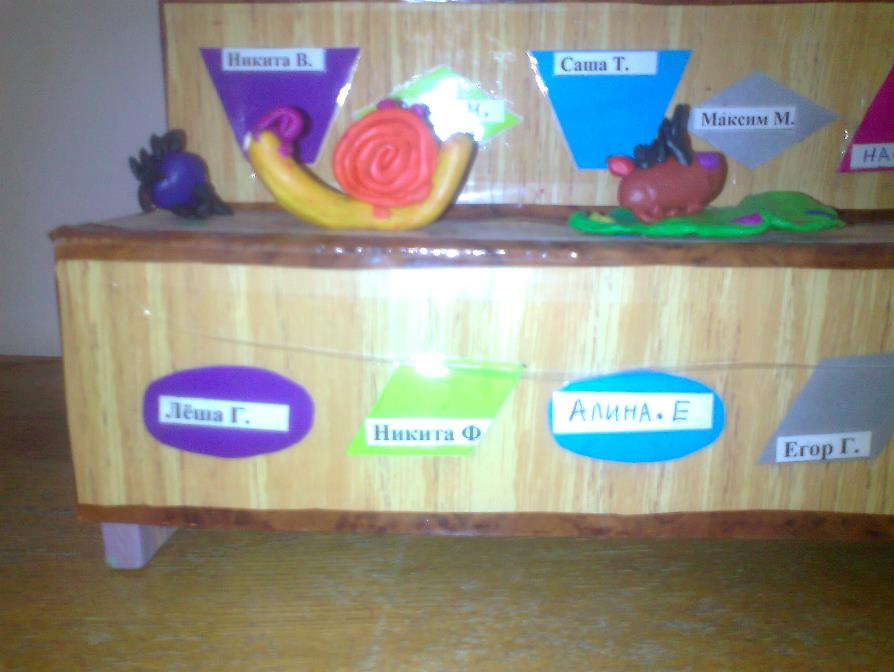 Никита В.
Саша Т.
Максим М.
Лёша Г.
Никита Ф
АЛИНА. Е
Егор Г.